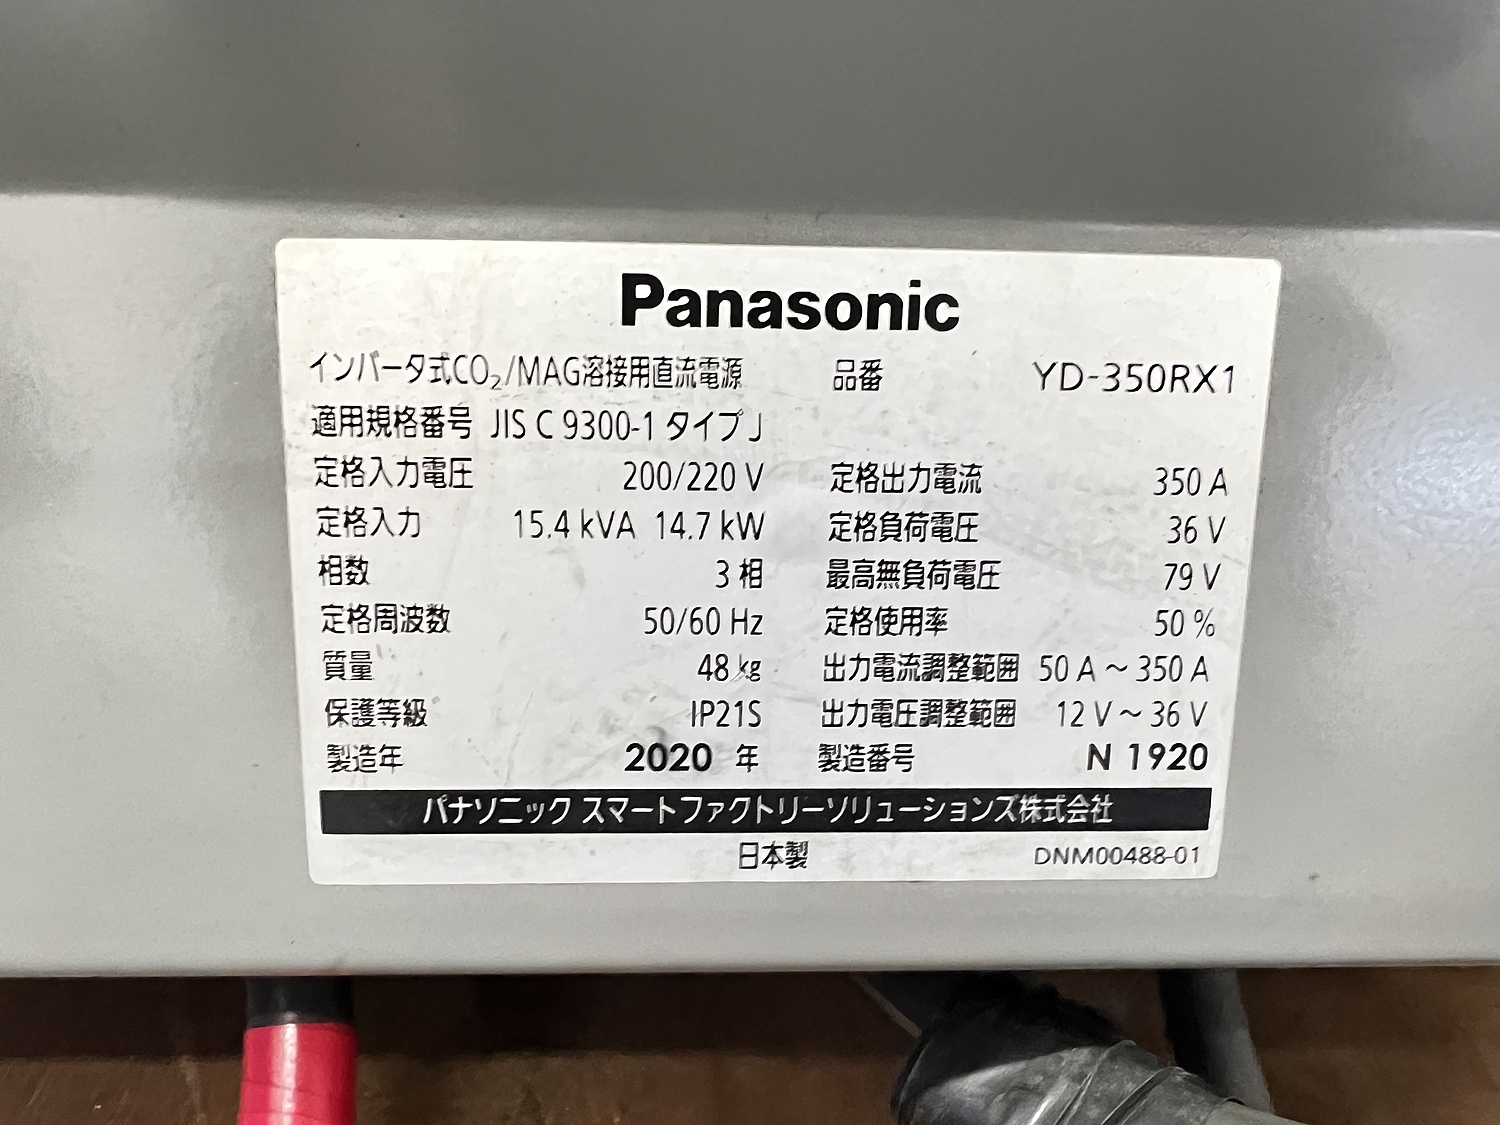 Panasonic
インバータ式CO₂/MAG溶接用直流電源 品番 YD-350RX1
適用規格番号 JIS C 9300-1 タイプJ
定格入力電圧 200/220 V 定格出力電流 350 A
定格入力 15.4 kVA 14.7 kW 定格負荷電圧 36 V
相数 3 相 最高無負荷電圧 79 V
定格周波数 50/60 Hz 定格使用率 50 %
質量 48 kg 出力電流調整範囲 50 A ～ 350 A
保護等級 IP21S 出力電圧調整範囲 12 V ～ 36 V
製造年 2020 年 製造番号 N 1920
パナソニック スマートファクトリーソリューションズ株式会社
日本製 DNM00488-01